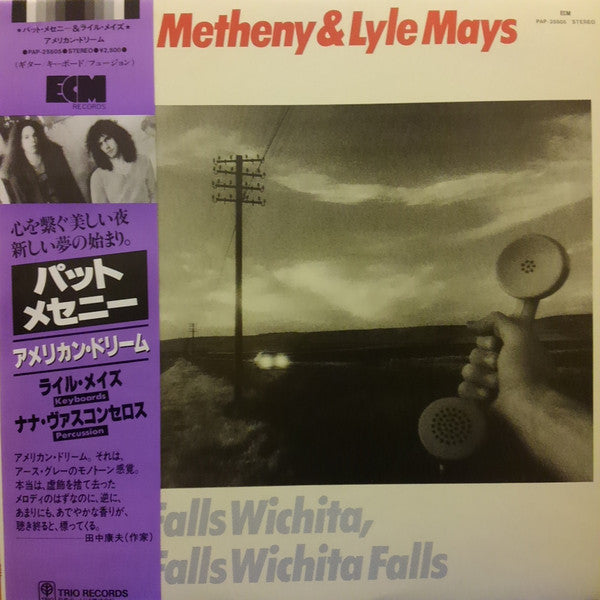 ★パット・メセニー&ライル・メイズ★
アメリカン・ドリーム
●PAP-25505●STEREO●¥2,500●
(ギター/キーボード/フュージョン)
ECM
RECORDS
心を繋ぐ美しい夜
新しい夢の始まり。
パット
メセニー
アメリカン・ドリーム
ライル・メイズ
Keyboards
ナナ・ヴァスコンセロス
Percussion
アメリカン・ドリーム。それは、
アース・グレーのモノトーン感覚。
本当は、虚飾を捨て去った
メロディのはずなのに、逆に、
あまりにも、あでやかな香りが、
聴き終ると、標ってくる。
田中康夫(作家)
TRIO RECORDS
ECM
PAP-25505 STEREO
Metheny & Lyle Mays
Falls Wichita,
Falls Wichita Falls